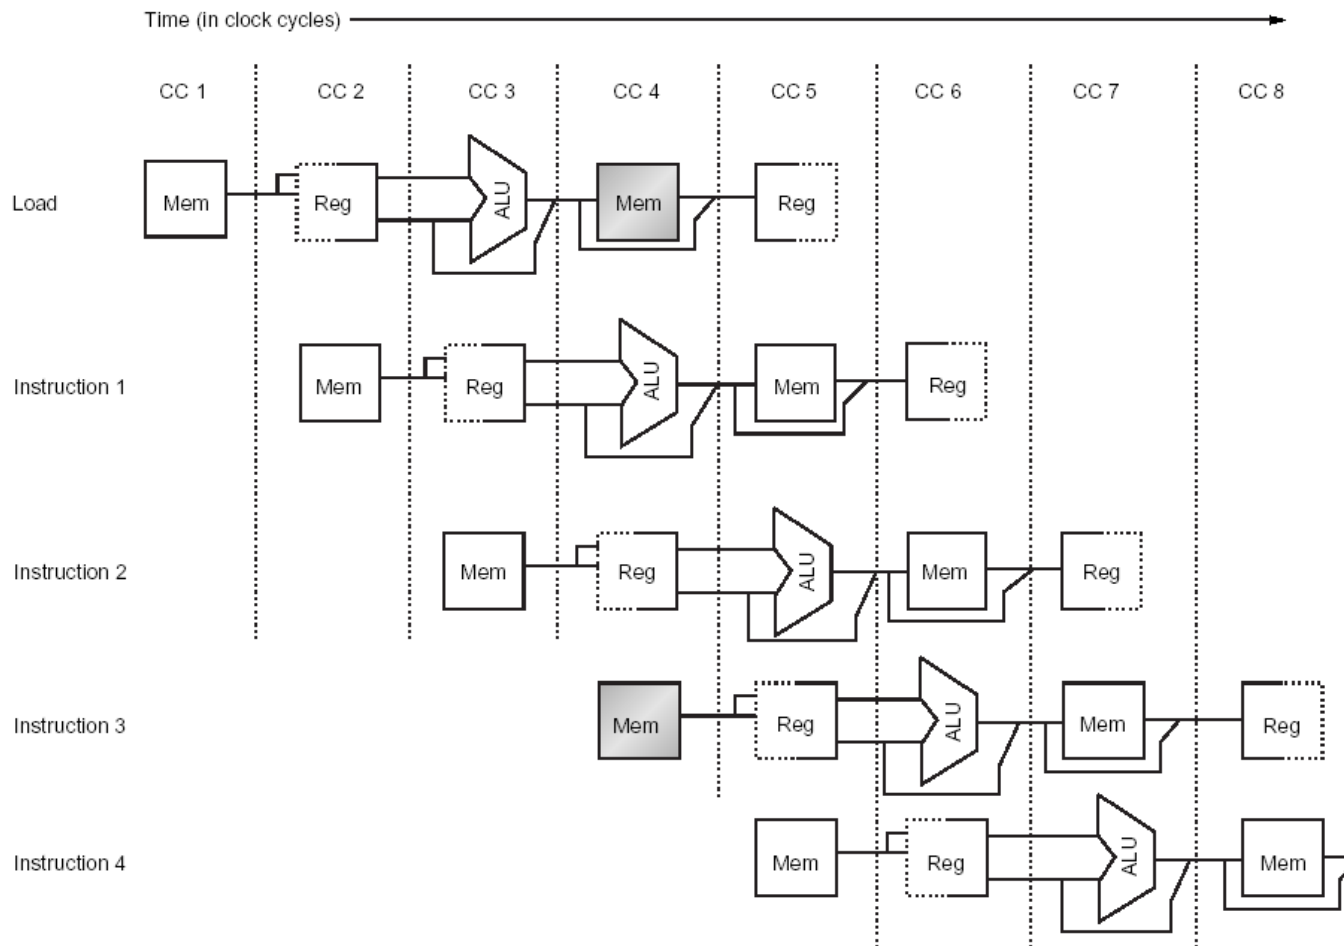 Time (in clock cycles)
CC 1 CC 2 CC 3 CC 4 CC 5 CC 6 CC 7 CC 8
Load Mem Reg ALU Mem Reg
Instruction 1 Mem Reg ALU Mem Reg
Instruction 2 Mem Reg ALU Mem Reg
Instruction 3 Mem Reg ALU Mem Reg
Instruction 4 Mem Reg ALU Mem